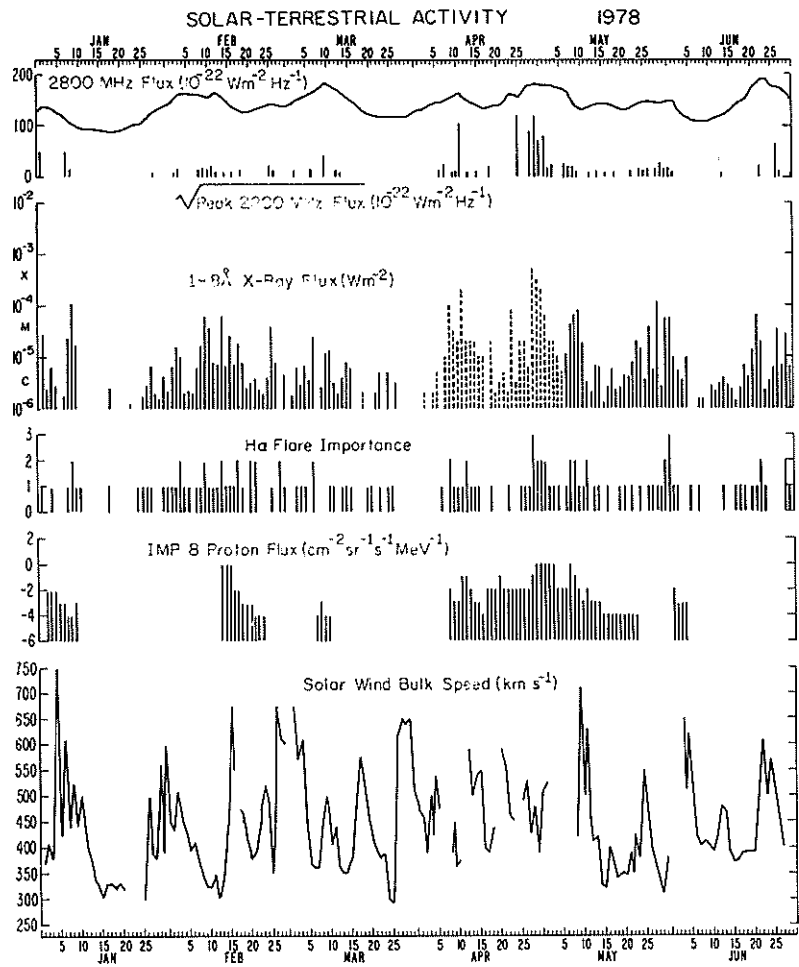 SOLAR-TERRESTRIAL ACTIVITY 1978
JAN FEB MAR APR MAY JUN
5 10 15 20 25 5 10 15 20 25 5 10 15 20 25 5 10 15 20 25 5 10 15 20 25 5 10 15 20 25
200
2800 MHz Flux (10⁻²² Wm⁻² Hz⁻¹)
100
0
10⁻²
√Peak 2800 MHz Flux (10⁻²² Wm⁻² Hz⁻¹)
10⁻³
X
1-8Å X-Ray Flux (Wm⁻²)
10⁻⁴
M
10⁻⁵
C
10⁻⁶
3
Hα Flare Importance
2
1
0
2
IMP 8 Proton Flux (cm⁻² sr⁻¹ s⁻¹ MeV⁻¹)
0
-2
-4
-6
750
Solar Wind Bulk Speed (km s⁻¹)
700
650
600
550
500
450
400
350
300
250
5 10 15 20 25 5 10 15 20 25 5 10 15 20 25 5 10 15 20 25 5 10 15 20 25 5 10 15 20 25
JAN FEB MAR APR MAY JUN